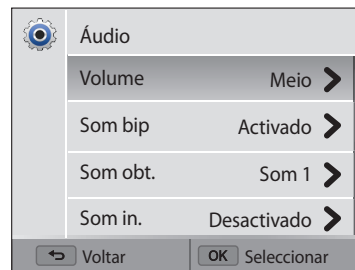 Áudio
Volume Meio
Som bip Activado
Som obt. Som 1
Som in. Desactivado
Voltar OK Seleccionar